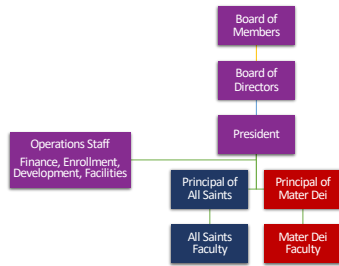 Board of
Members
Board of
Directors
President
Operations Staff
Finance, Enrollment,
Development, Facilities
Principal of
All Saints
Principal of
Mater Dei
All Saints
Faculty
Mater Dei
Faculty